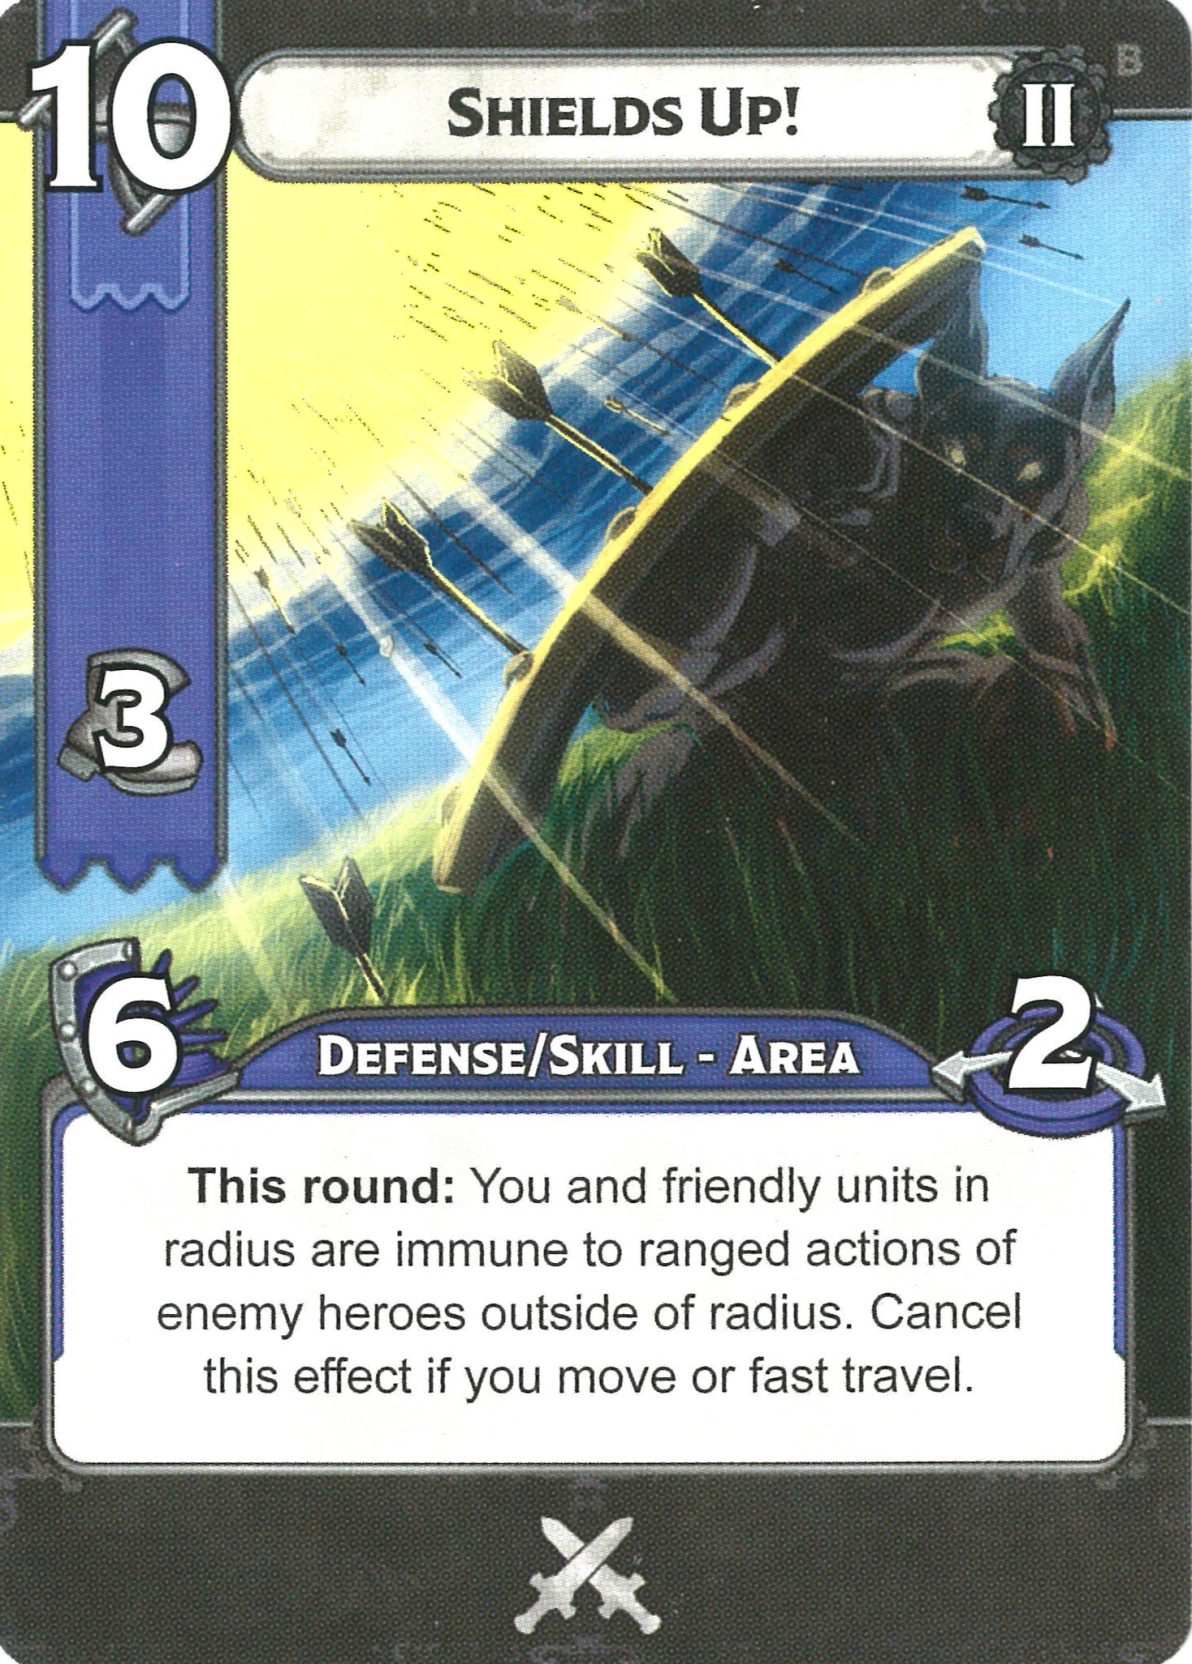 10
SHIELDS UP!
II
B
3
6
DEFENSE/SKILL - AREA
2
This round: You and friendly units in
radius are immune to ranged actions of
enemy heroes outside of radius. Cancel
this effect if you move or fast travel.